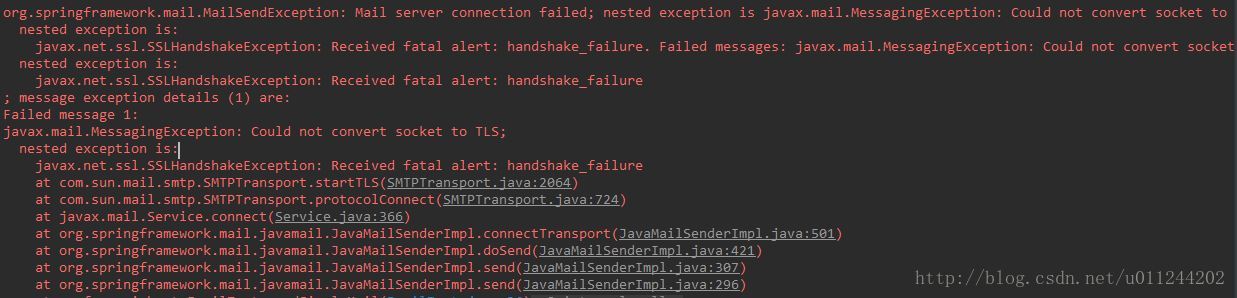 org.springframework.mail.MailSendException: Mail server connection failed; nested exception is javax.mail.MessagingException: Could not convert socket to
nested exception is:
javax.net.ssl.SSLHandshakeException: Received fatal alert: handshake_failure. Failed messages: javax.mail.MessagingException: Could not convert socket
nested exception is:
javax.net.ssl.SSLHandshakeException: Received fatal alert: handshake_failure
; message exception details (1) are:
Failed message 1:
javax.mail.MessagingException: Could not convert socket to TLS;
nested exception is:
javax.net.ssl.SSLHandshakeException: Received fatal alert: handshake_failure
at com.sun.mail.smtp.SMTPTransport.startTLS(SMTPTransport.java:2064)
at com.sun.mail.smtp.SMTPTransport.protocolConnect(SMTPTransport.java:724)
at javax.mail.Service.connect(Service.java:366)
at org.springframework.mail.javamail.JavaMailSenderImpl.connectTransport(JavaMailSenderImpl.java:501)
at org.springframework.mail.javamail.JavaMailSenderImpl.doSend(JavaMailSenderImpl.java:421)
at org.springframework.mail.javamail.JavaMailSenderImpl.send(JavaMailSenderImpl.java:307)
at org.springframework.mail.javamail.JavaMailSenderImpl.send(JavaMailSenderImpl.java:296)
http://blog.csdn.net/u011244202